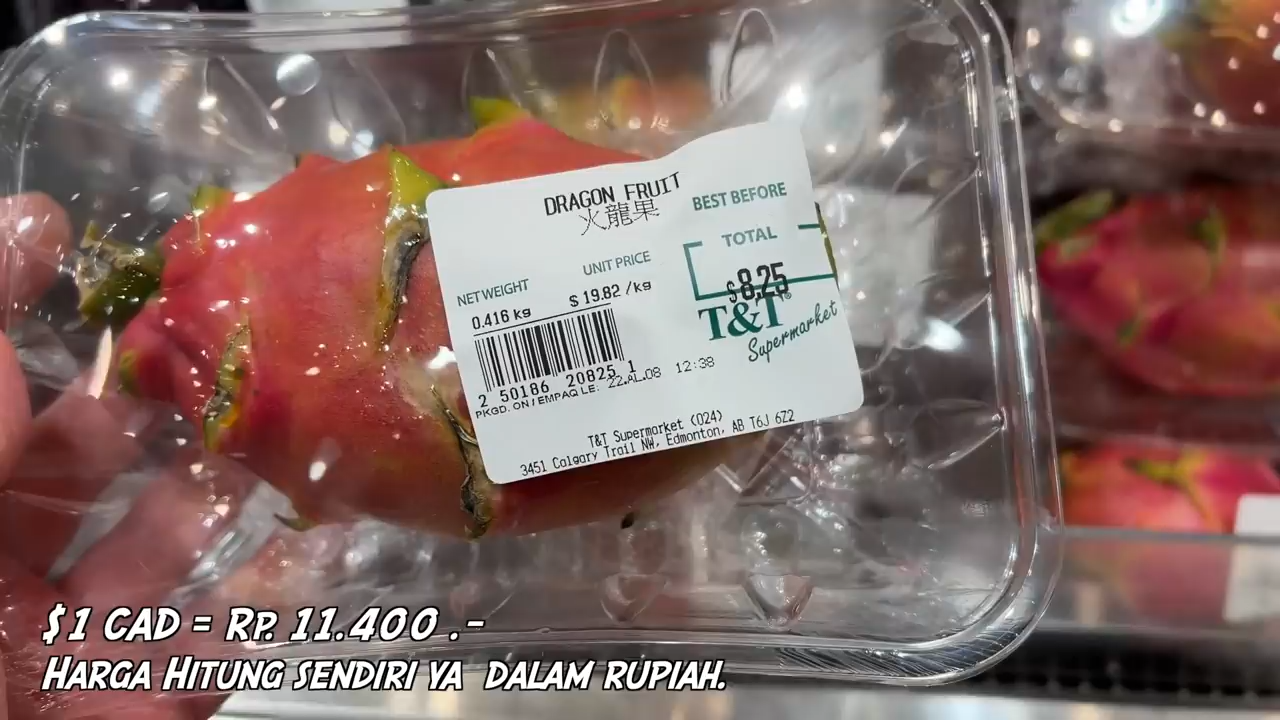 DRAGON FRUIT
火龍果
BEST BEFORE
NET WEIGHT
UNIT PRICE
TOTAL
0.416 kg
$ 19.82 /kg
$ 8.25
T&T®
Supermarket
2 50186 20825 1
PKGD. ON / EMPAQ LE: 22.AL.08 12:38
T&T Supermarket (024)
3451 Calgary Trail NW, Edmonton, AB T6J 6Z2
$1 CAD = Rp. 11.400 .-
Harga Hitung sendiri ya dalam rupiah.